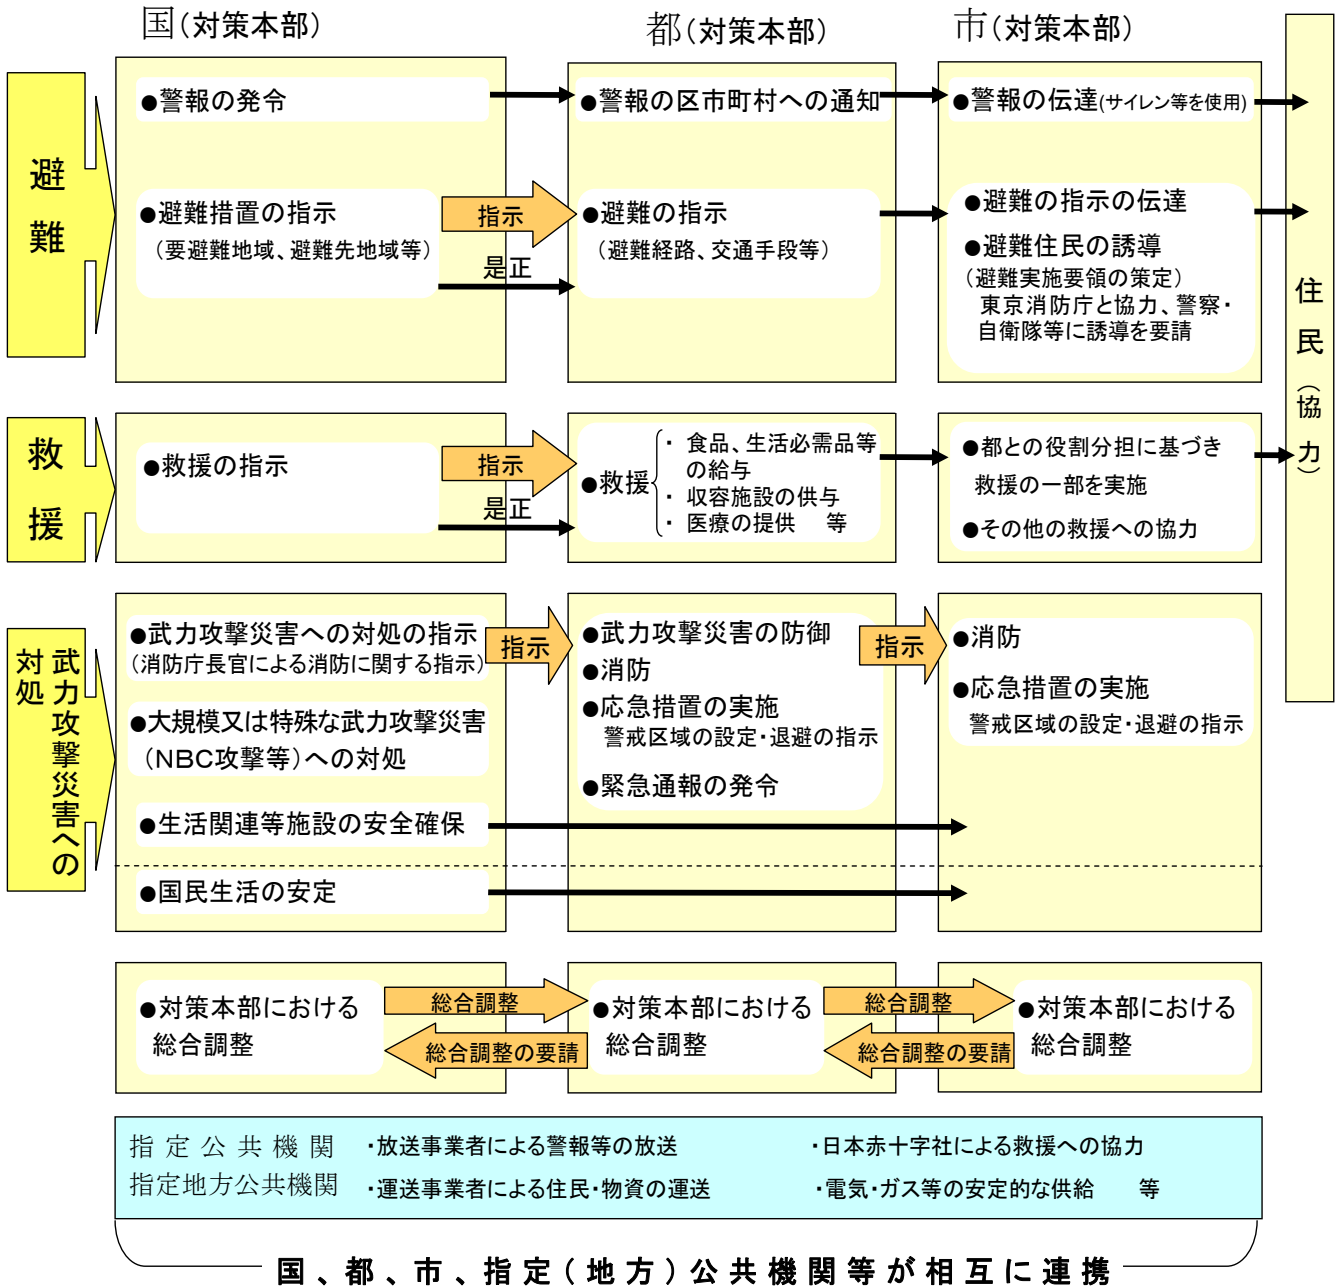 国(対策本部)
都(対策本部)
市(対策本部)
避難
●警報の発令
●警報の区市町村への通知
●警報の伝達(サイレン等を使用)
●避難措置の指示
(要避難地域、避難先地域等)
指示
是正
●避難の指示
(避難経路、交通手段等)
●避難の指示の伝達
●避難住民の誘導
(避難実施要領の策定)
東京消防庁と協力、警察・
自衛隊等に誘導を要請
住民(協力)
救援
●救援の指示
指示
是正
●救援
・ 食品、生活必需品等
の給与
・ 収容施設の供与
・ 医療の提供 等
●都との役割分担に基づき
救援の一部を実施
●その他の救援への協力
武力攻撃災害への
対処
●武力攻撃災害への対処の指示
(消防庁長官による消防に関する指示)
●大規模又は特殊な武力攻撃災害
(NBC攻撃等)への対処
●生活関連等施設の安全確保
●国民生活の安定
指示
●武力攻撃災害の防御
●消防
●応急措置の実施
警戒区域の設定・退避の指示
●緊急通報の発令
指示
●消防
●応急措置の実施
警戒区域の設定・退避の指示
●対策本部における
総合調整
総合調整
総合調整の要請
●対策本部における
総合調整
総合調整
総合調整の要請
●対策本部における
総合調整
指定公共機関
指定地方公共機関
・放送事業者による警報等の放送
・日本赤十字社による救援への協力
・運送事業者による住民・物資の運送
・電気・ガス等の安定的な供給 等
国、都、市、指定(地方)公共機関等が相互に連携